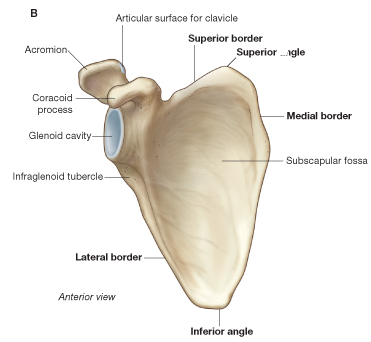 B
Articular surface for clavicle
Superior border
Acromion
Superior
Coracoid
process
Medial border
Glenoid cavity
Subscapular fossa
Infraglenoid tubercle
Lateral border
Anterior view
Inferior angle